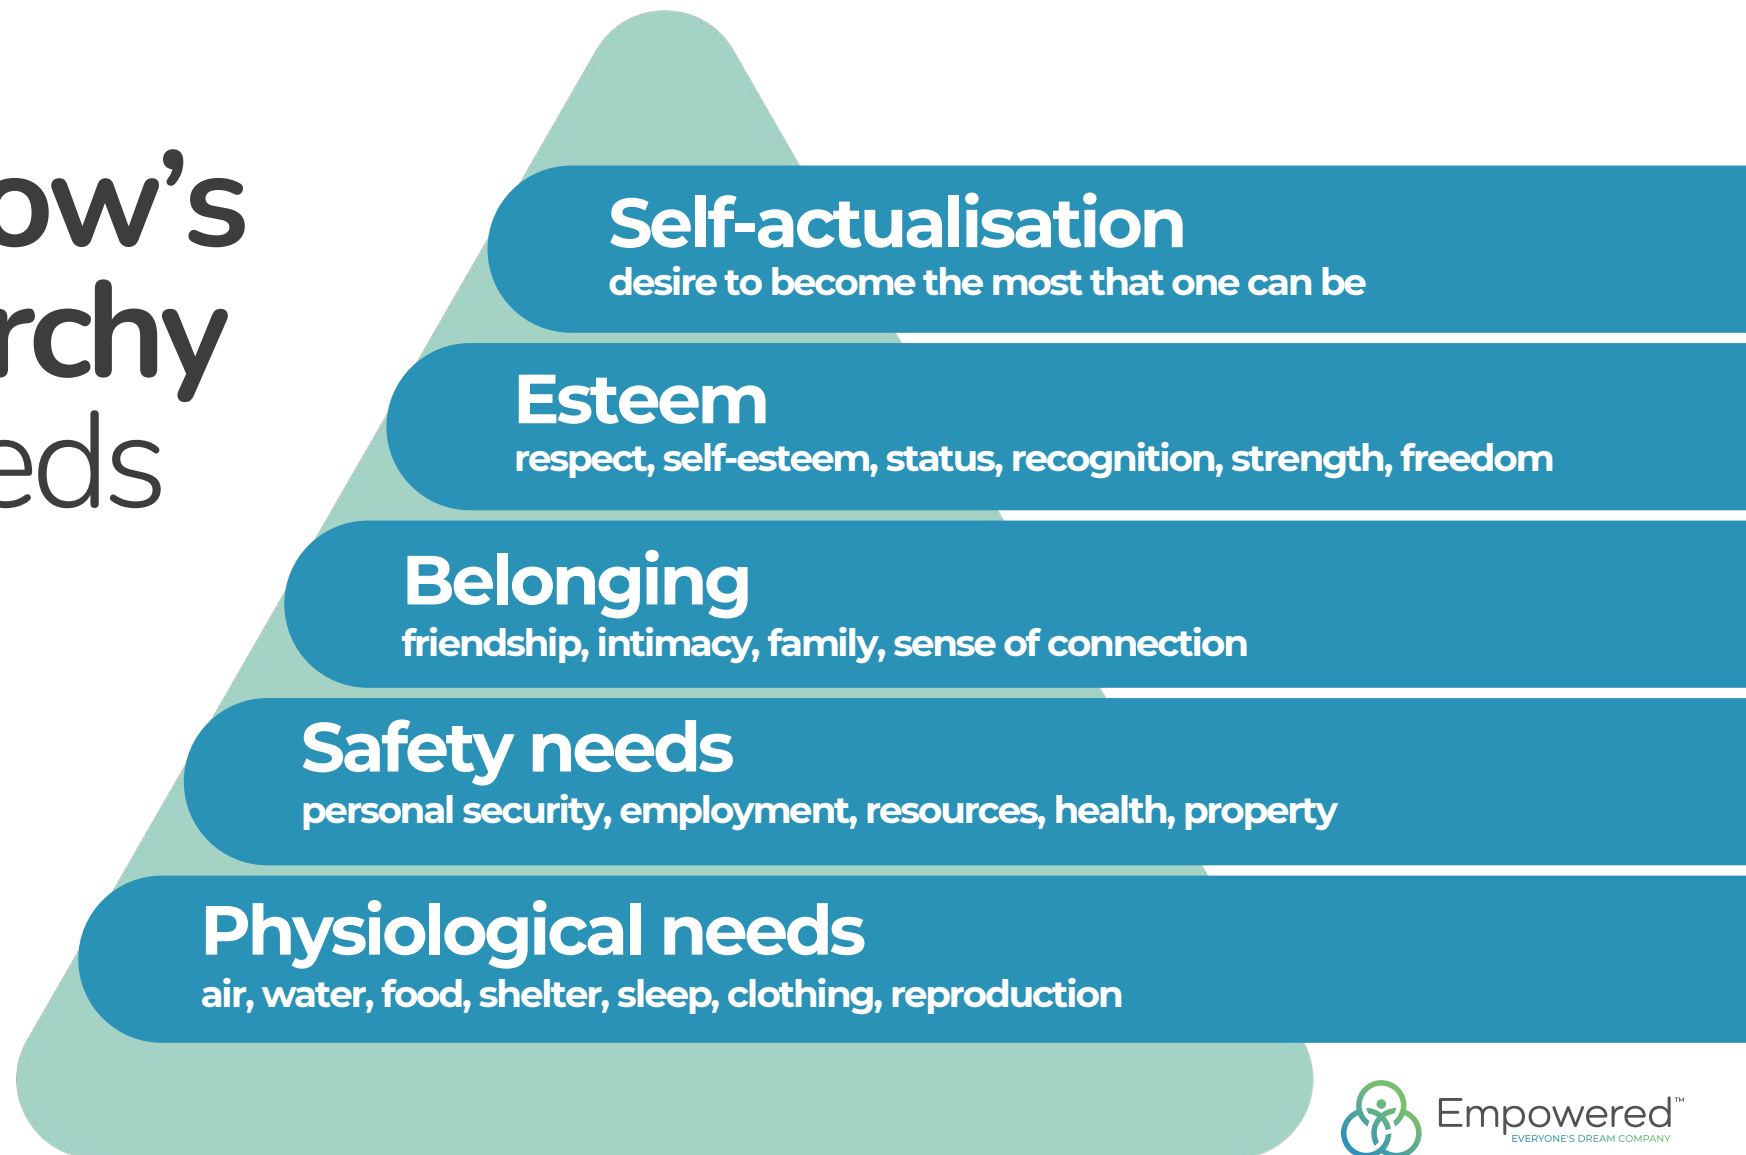 ow's
rchy
eds
Self-actualisation
desire to become the most that one can be
Esteem
respect, self-esteem, status, recognition, strength, freedom
Belonging
friendship, intimacy, family, sense of connection
Safety needs
personal security, employment, resources, health, property
Physiological needs
air, water, food, shelter, sleep, clothing, reproduction
Empowered™
EVERYONE'S DREAM COMPANY